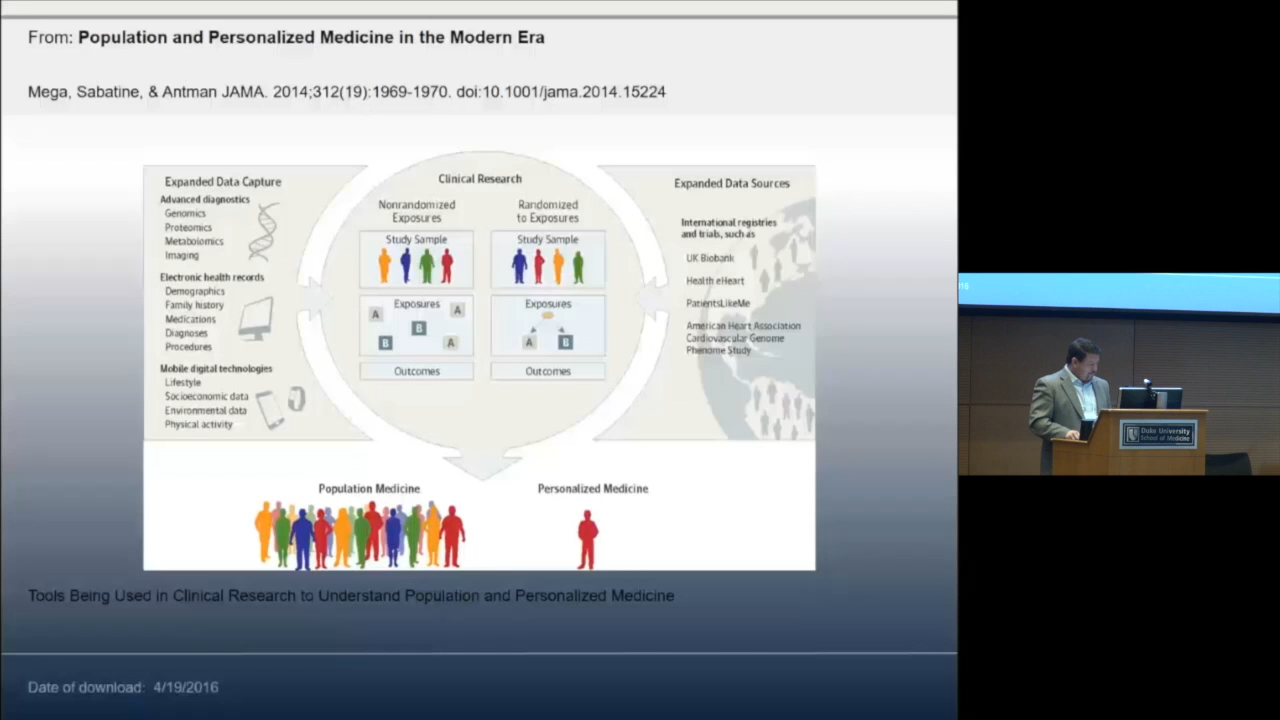 From: Population and Personalized Medicine in the Modern Era
Mega, Sabatine, & Antman JAMA. 2014;312(19):1969-1970. doi:10.1001/jama.2014.15224
Expanded Data Capture
Advanced diagnostics
Genomics
Proteomics
Metabolomics
Imaging
Electronic health records
Demographics
Family history
Medications
Diagnoses
Procedures
Mobile digital technologies
Lifestyle
Socioeconomic data
Environmental data
Physical activity
Clinical Research
Nonrandomized
Exposures
Study Sample
Exposures
A
A
B
B
A
Outcomes
Randomized
to Exposures
Study Sample
Exposures
A
B
Outcomes
Expanded Data Sources
International registries
and trials, such as
UK Biobank
Health eHeart
PatientsLikeMe
American Heart Association
Cardiovascular Genome
Phenome Study
Population Medicine
Personalized Medicine
Tools Being Used in Clinical Research to Understand Population and Personalized Medicine
Date of download: 4/19/2016
16
Duke University
School of Medicine